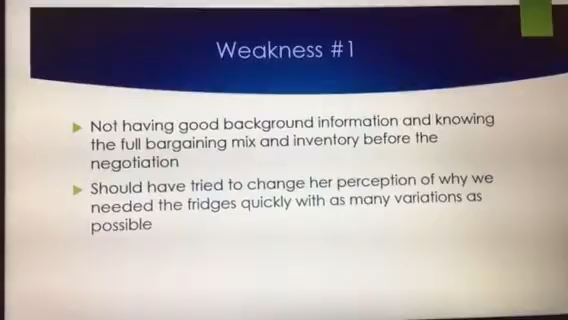 Weakness #1
Not having good background information and knowing
the full bargaining mix and inventory before the
negotiation
Should have tried to change her perception of why we
needed the fridges quickly with as many variations as
possible